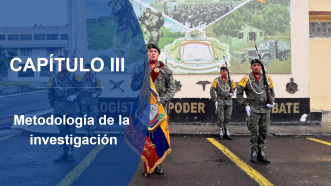 CAPÍTULO III
Metodología de la
investigación
PODER